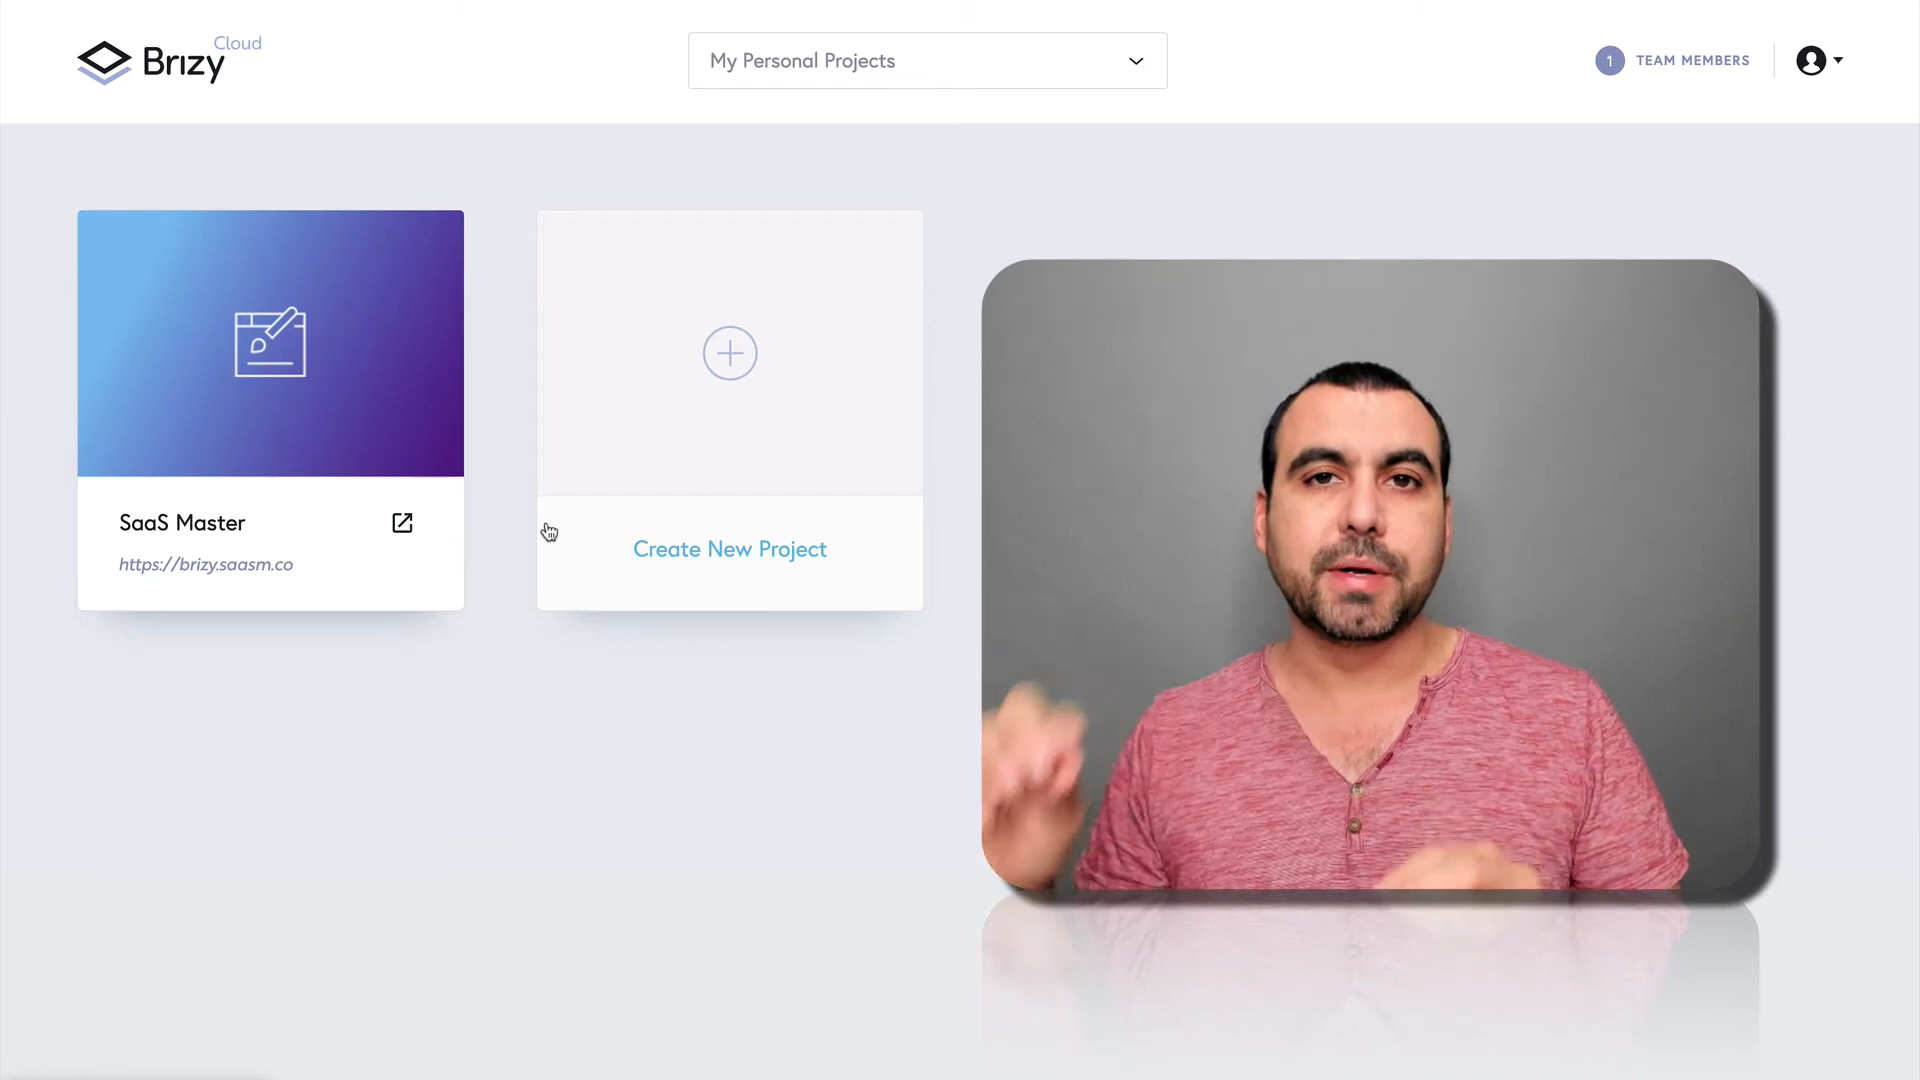 Brizy Cloud
My Personal Projects
1 TEAM MEMBERS
SaaS Master
https://brizy.saasm.co
Create New Project